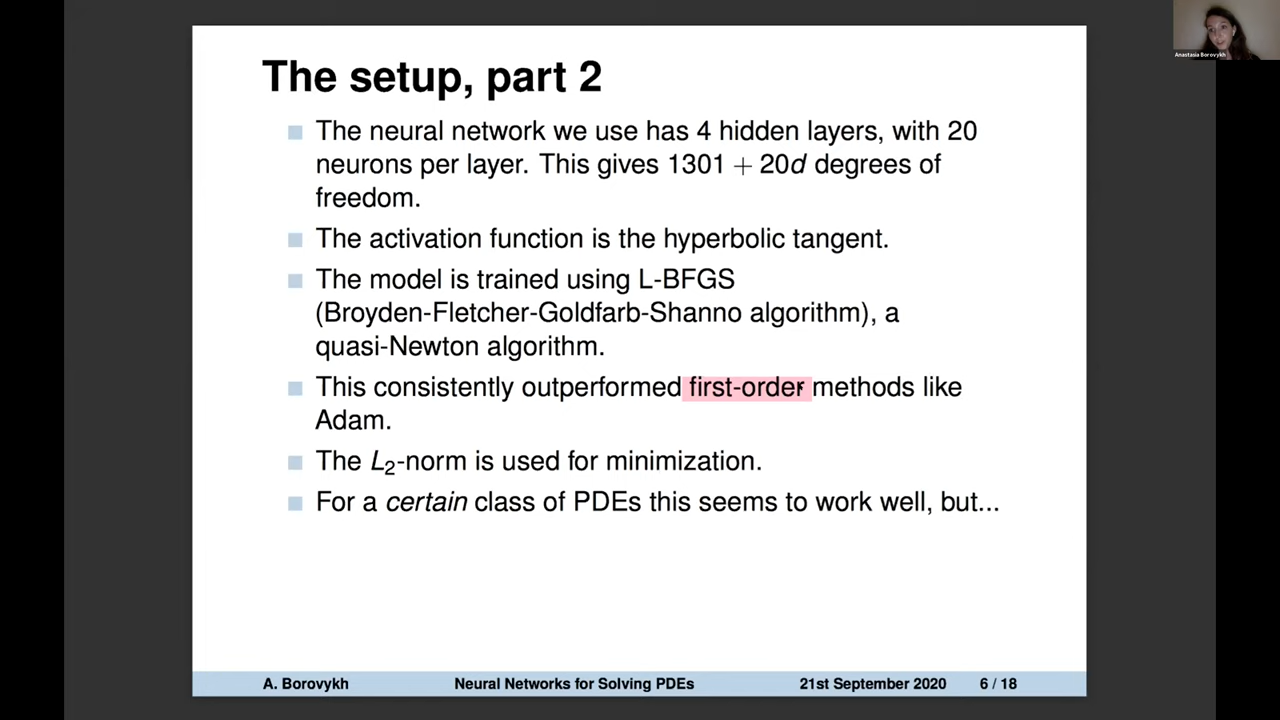 Anastasia Borovykh
The setup, part 2
The neural network we use has 4 hidden layers, with 20
neurons per layer. This gives 1301 + 20d degrees of
freedom.
The activation function is the hyperbolic tangent.
The model is trained using L-BFGS
(Broyden-Fletcher-Goldfarb-Shanno algorithm), a
quasi-Newton algorithm.
This consistently outperformed first-order methods like
Adam.
The L2-norm is used for minimization.
For a certain class of PDEs this seems to work well, but...
A. Borovykh Neural Networks for Solving PDEs 21st September 2020 6 / 18